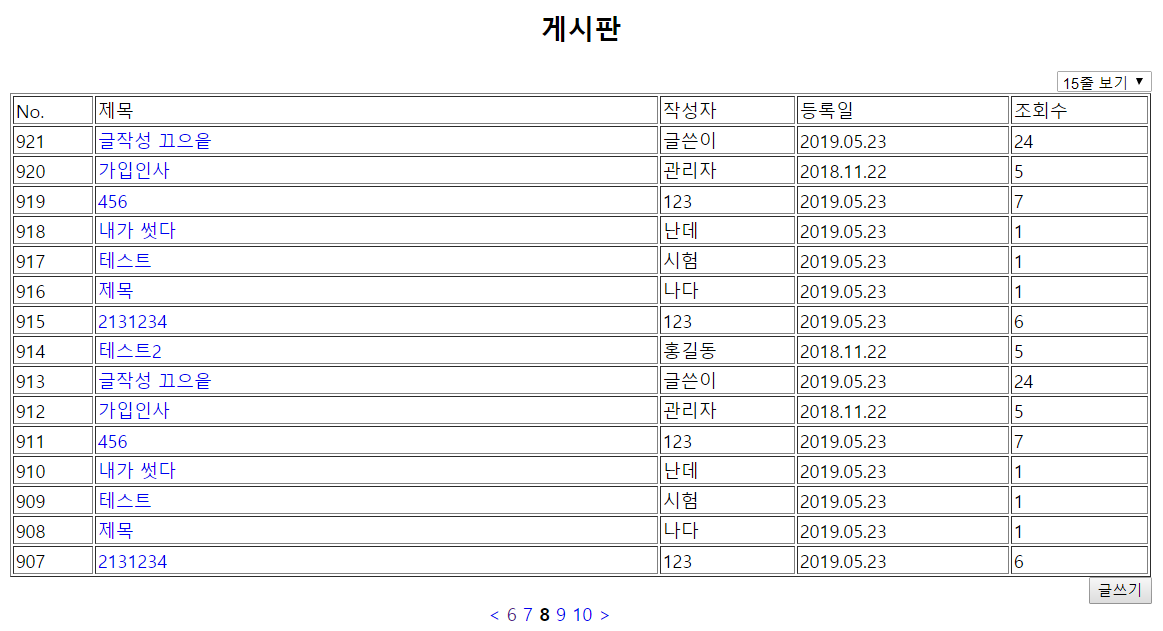 게시판
15줄 보기
No. 제목 작성자 등록일 조회수
921 글작성 끄으읕 글쓴이 2019.05.23 24
920 가입인사 관리자 2018.11.22 5
919 456 123 2019.05.23 7
918 내가 썻다 난데 2019.05.23 1
917 테스트 시험 2019.05.23 1
916 제목 나다 2019.05.23 1
915 2131234 123 2019.05.23 6
914 테스트2 홍길동 2018.11.22 5
913 글작성 끄으읕 글쓴이 2019.05.23 24
912 가입인사 관리자 2018.11.22 5
911 456 123 2019.05.23 7
910 내가 썻다 난데 2019.05.23 1
909 테스트 시험 2019.05.23 1
908 제목 나다 2019.05.23 1
907 2131234 123 2019.05.23 6
글쓰기
< 6 7 8 9 10 >